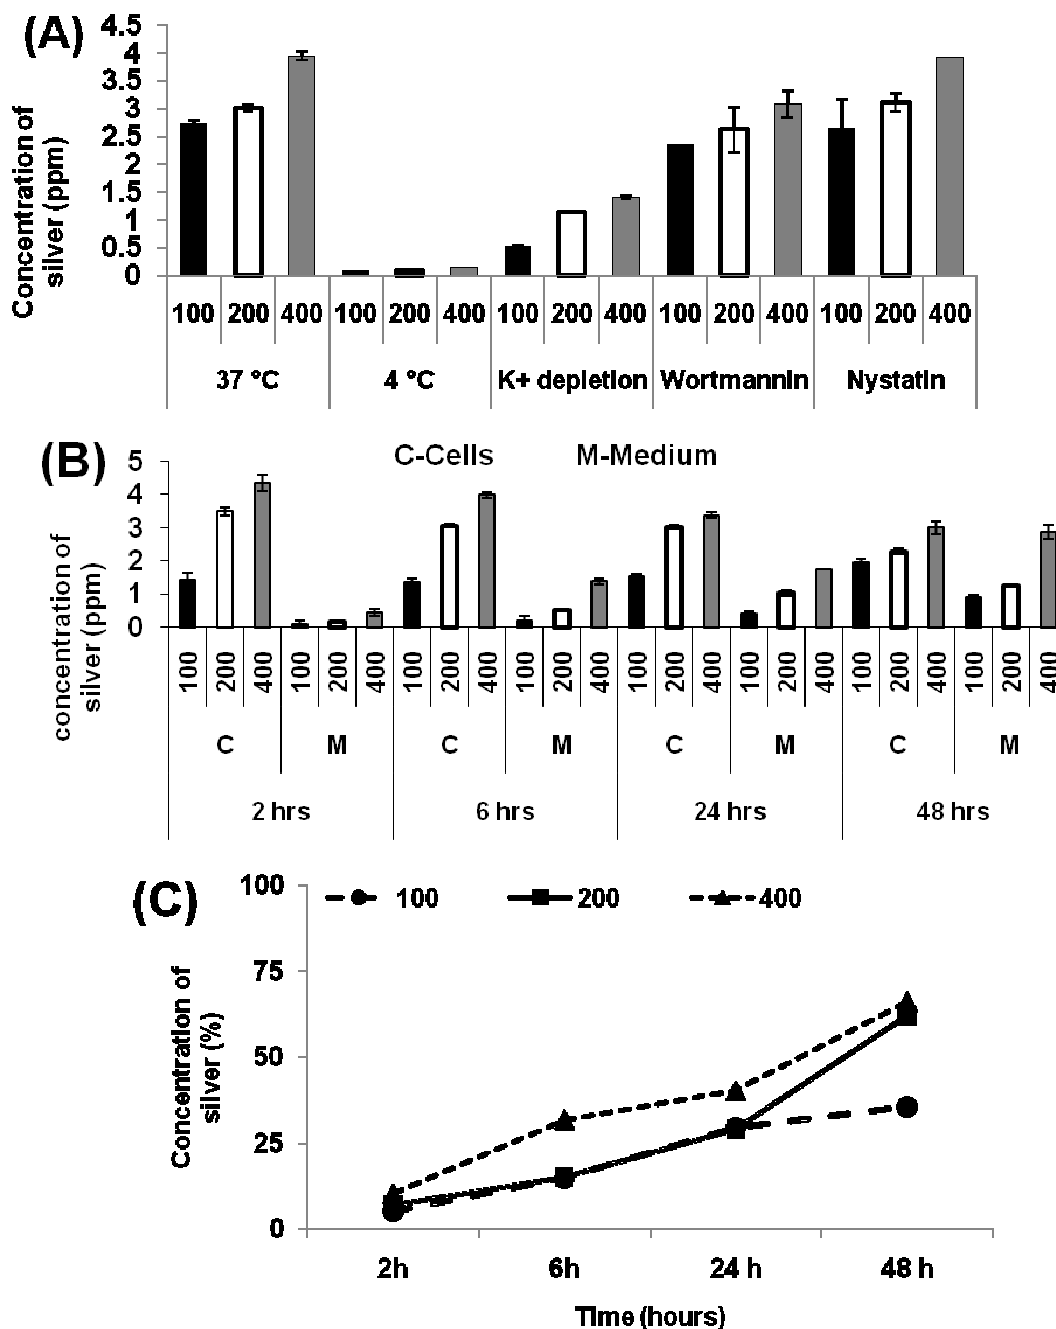 (A)
Concentration of
silver (ppm)
4.5
4
3.5
3
2.5
2
1.5
1
0.5
0
100 200 400 100 200 400 100 200 400 100 200 400 100 200 400
37 °C 4 °C K+ depletion Wortmannin Nystatin
(B)
C-Cells M-Medium
concentration of
silver (ppm)
5
4
3
2
1
0
100 200 400 100 200 400 100 200 400 100 200 400 100 200 400 100 200 400 100 200 400 100 200 400
C M C M C M C M
2 hrs 6 hrs 24 hrs 48 hrs
(C)
100 200 400
Concentration of
silver (%)
100
75
50
25
0
2h 6h 24 h 48 h
Time (hours)